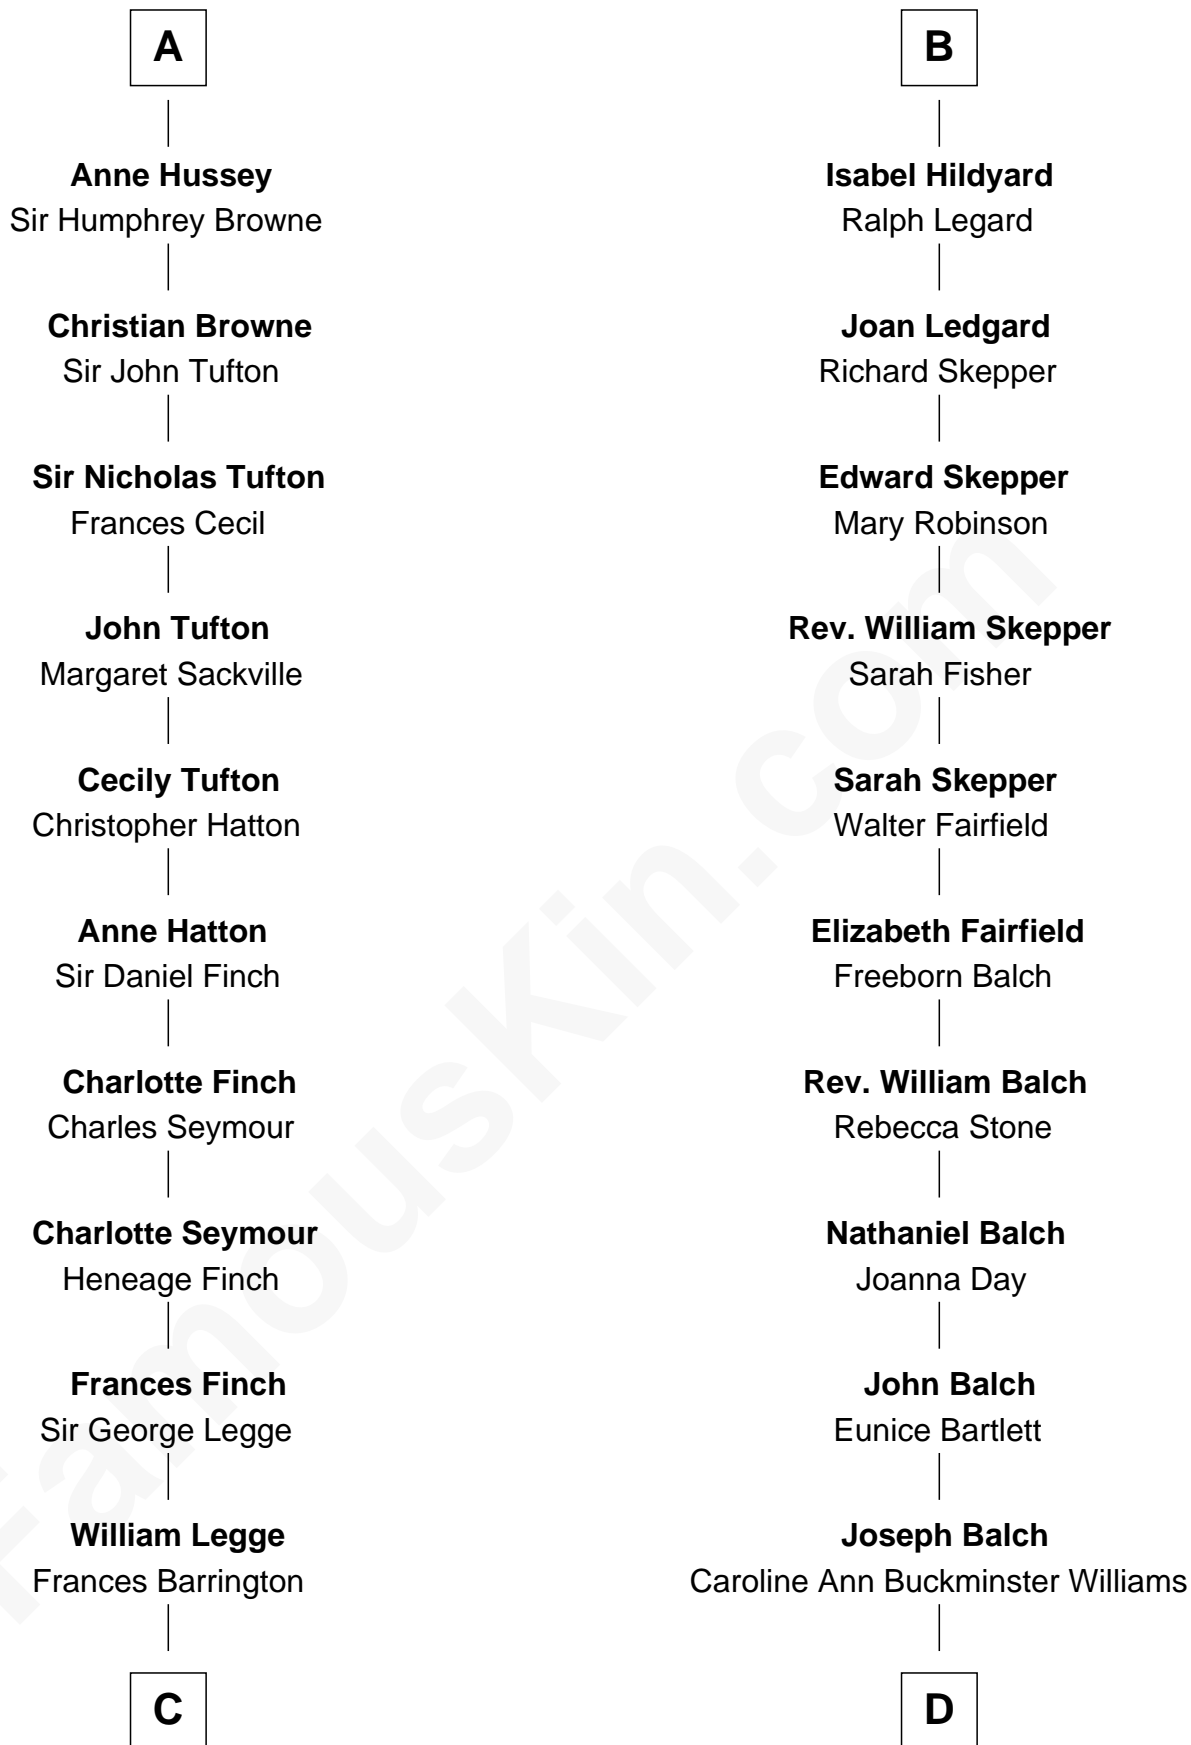 A
Anne Hussey
Sir Humphrey Browne
Christian Browne
Sir John Tufton
Sir Nicholas Tufton
Frances Cecil
John Tufton
Margaret Sackville
Cecily Tufton
Christopher Hatton
Anne Hatton
Sir Daniel Finch
Charlotte Finch
Charles Seymour
Charlotte Seymour
Heneage Finch
Frances Finch
Sir George Legge
William Legge
Frances Barrington
C
B
Isabel Hildyard
Ralph Legard
Joan Ledgard
Richard Skepper
Edward Skepper
Mary Robinson
Rev. William Skepper
Sarah Fisher
Sarah Skepper
Walter Fairfield
Elizabeth Fairfield
Freeborn Balch
Rev. William Balch
Rebecca Stone
Nathaniel Balch
Joanna Day
John Balch
Eunice Bartlett
Joseph Balch
Caroline Ann Buckminster Williams
D
FamousKin.com